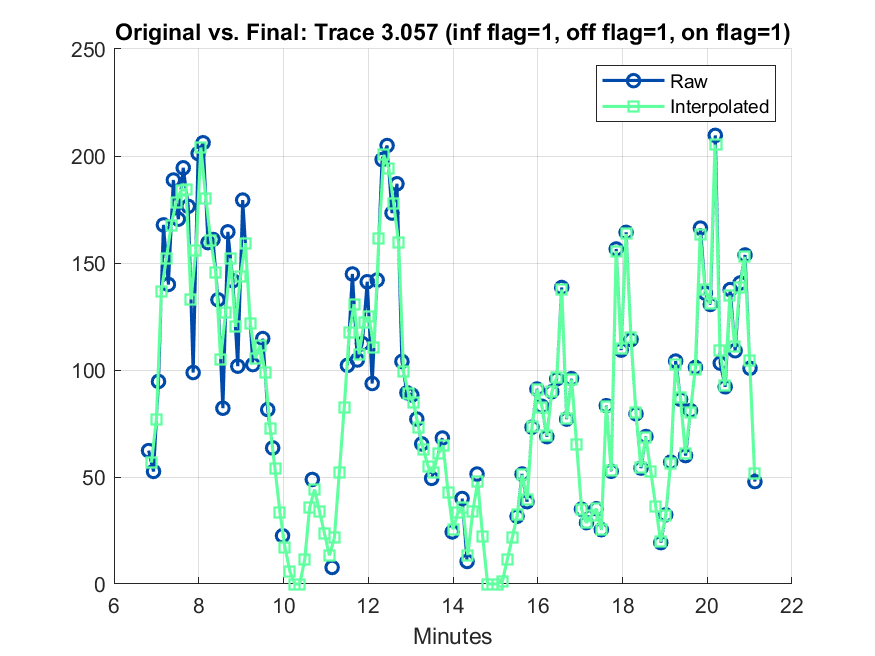 Original vs. Final: Trace 3.057 (inf flag=1, off flag=1, on flag=1)
250
200
150
100
50
0
Raw
Interpolated
6 8 10 12 14 16 18 20 22
Minutes